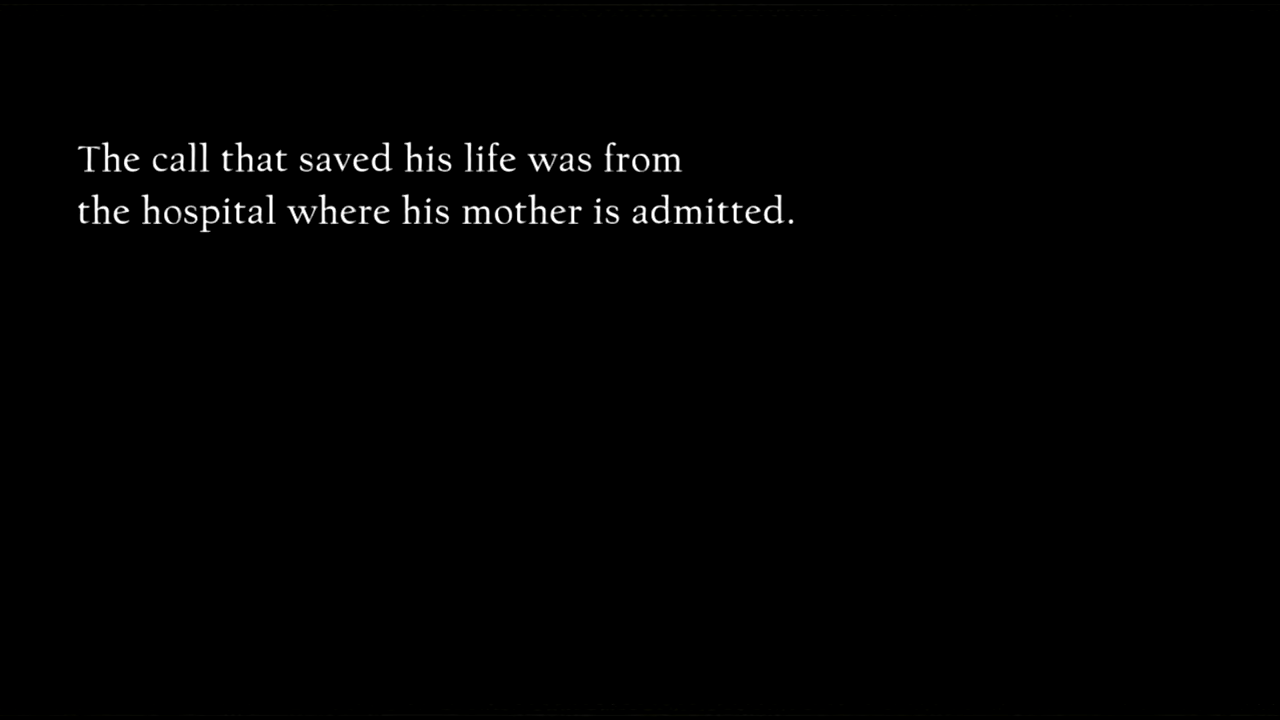 The call that saved his life was from
the hospital where his mother is admitted.